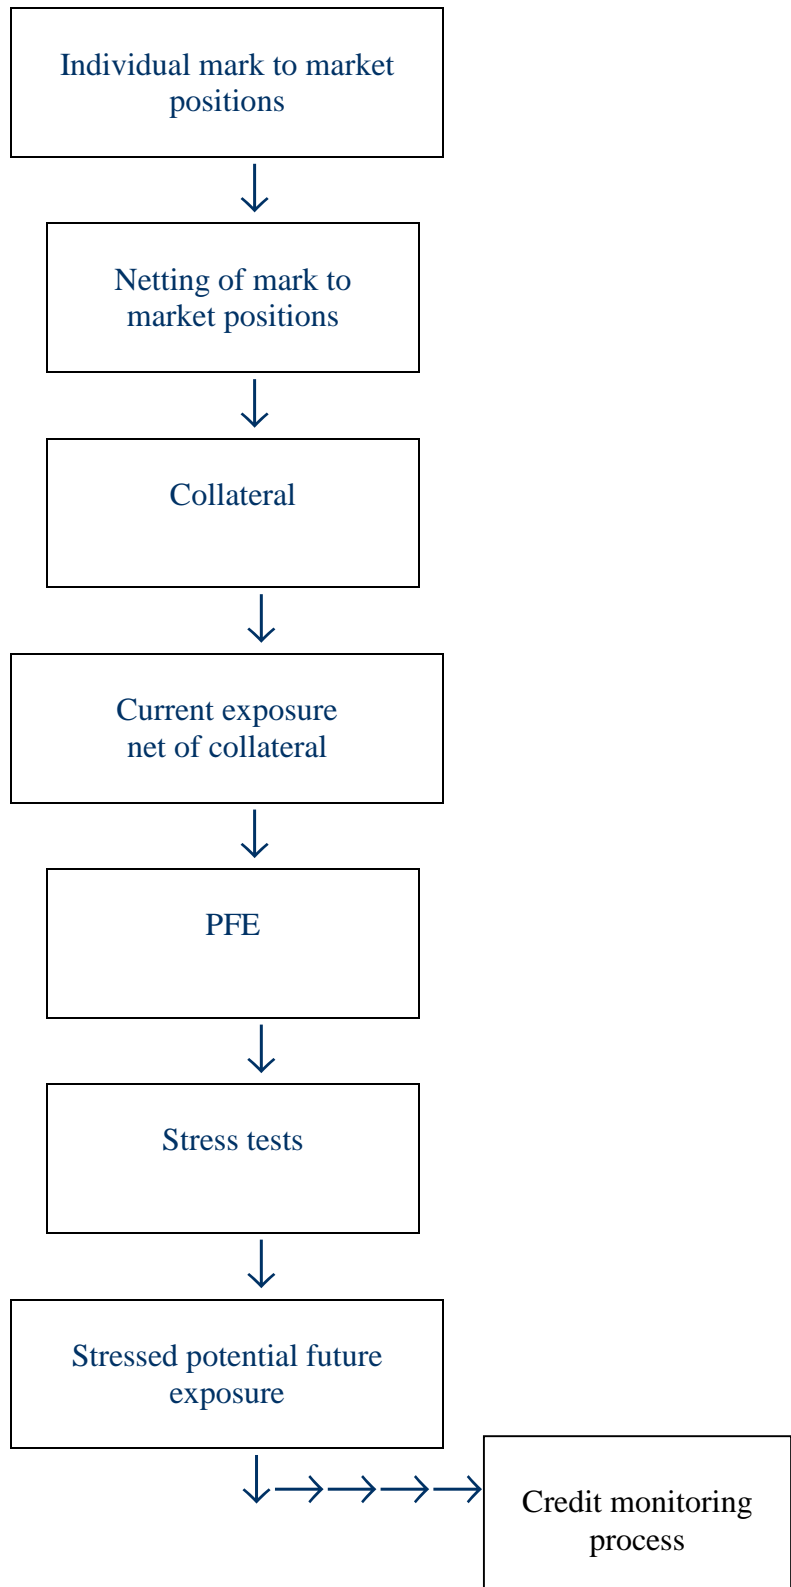 Individual mark to market
positions
Netting of mark to
market positions
Collateral
Current exposure
net of collateral
PFE
Stress tests
Stressed potential future
exposure
Credit monitoring
process